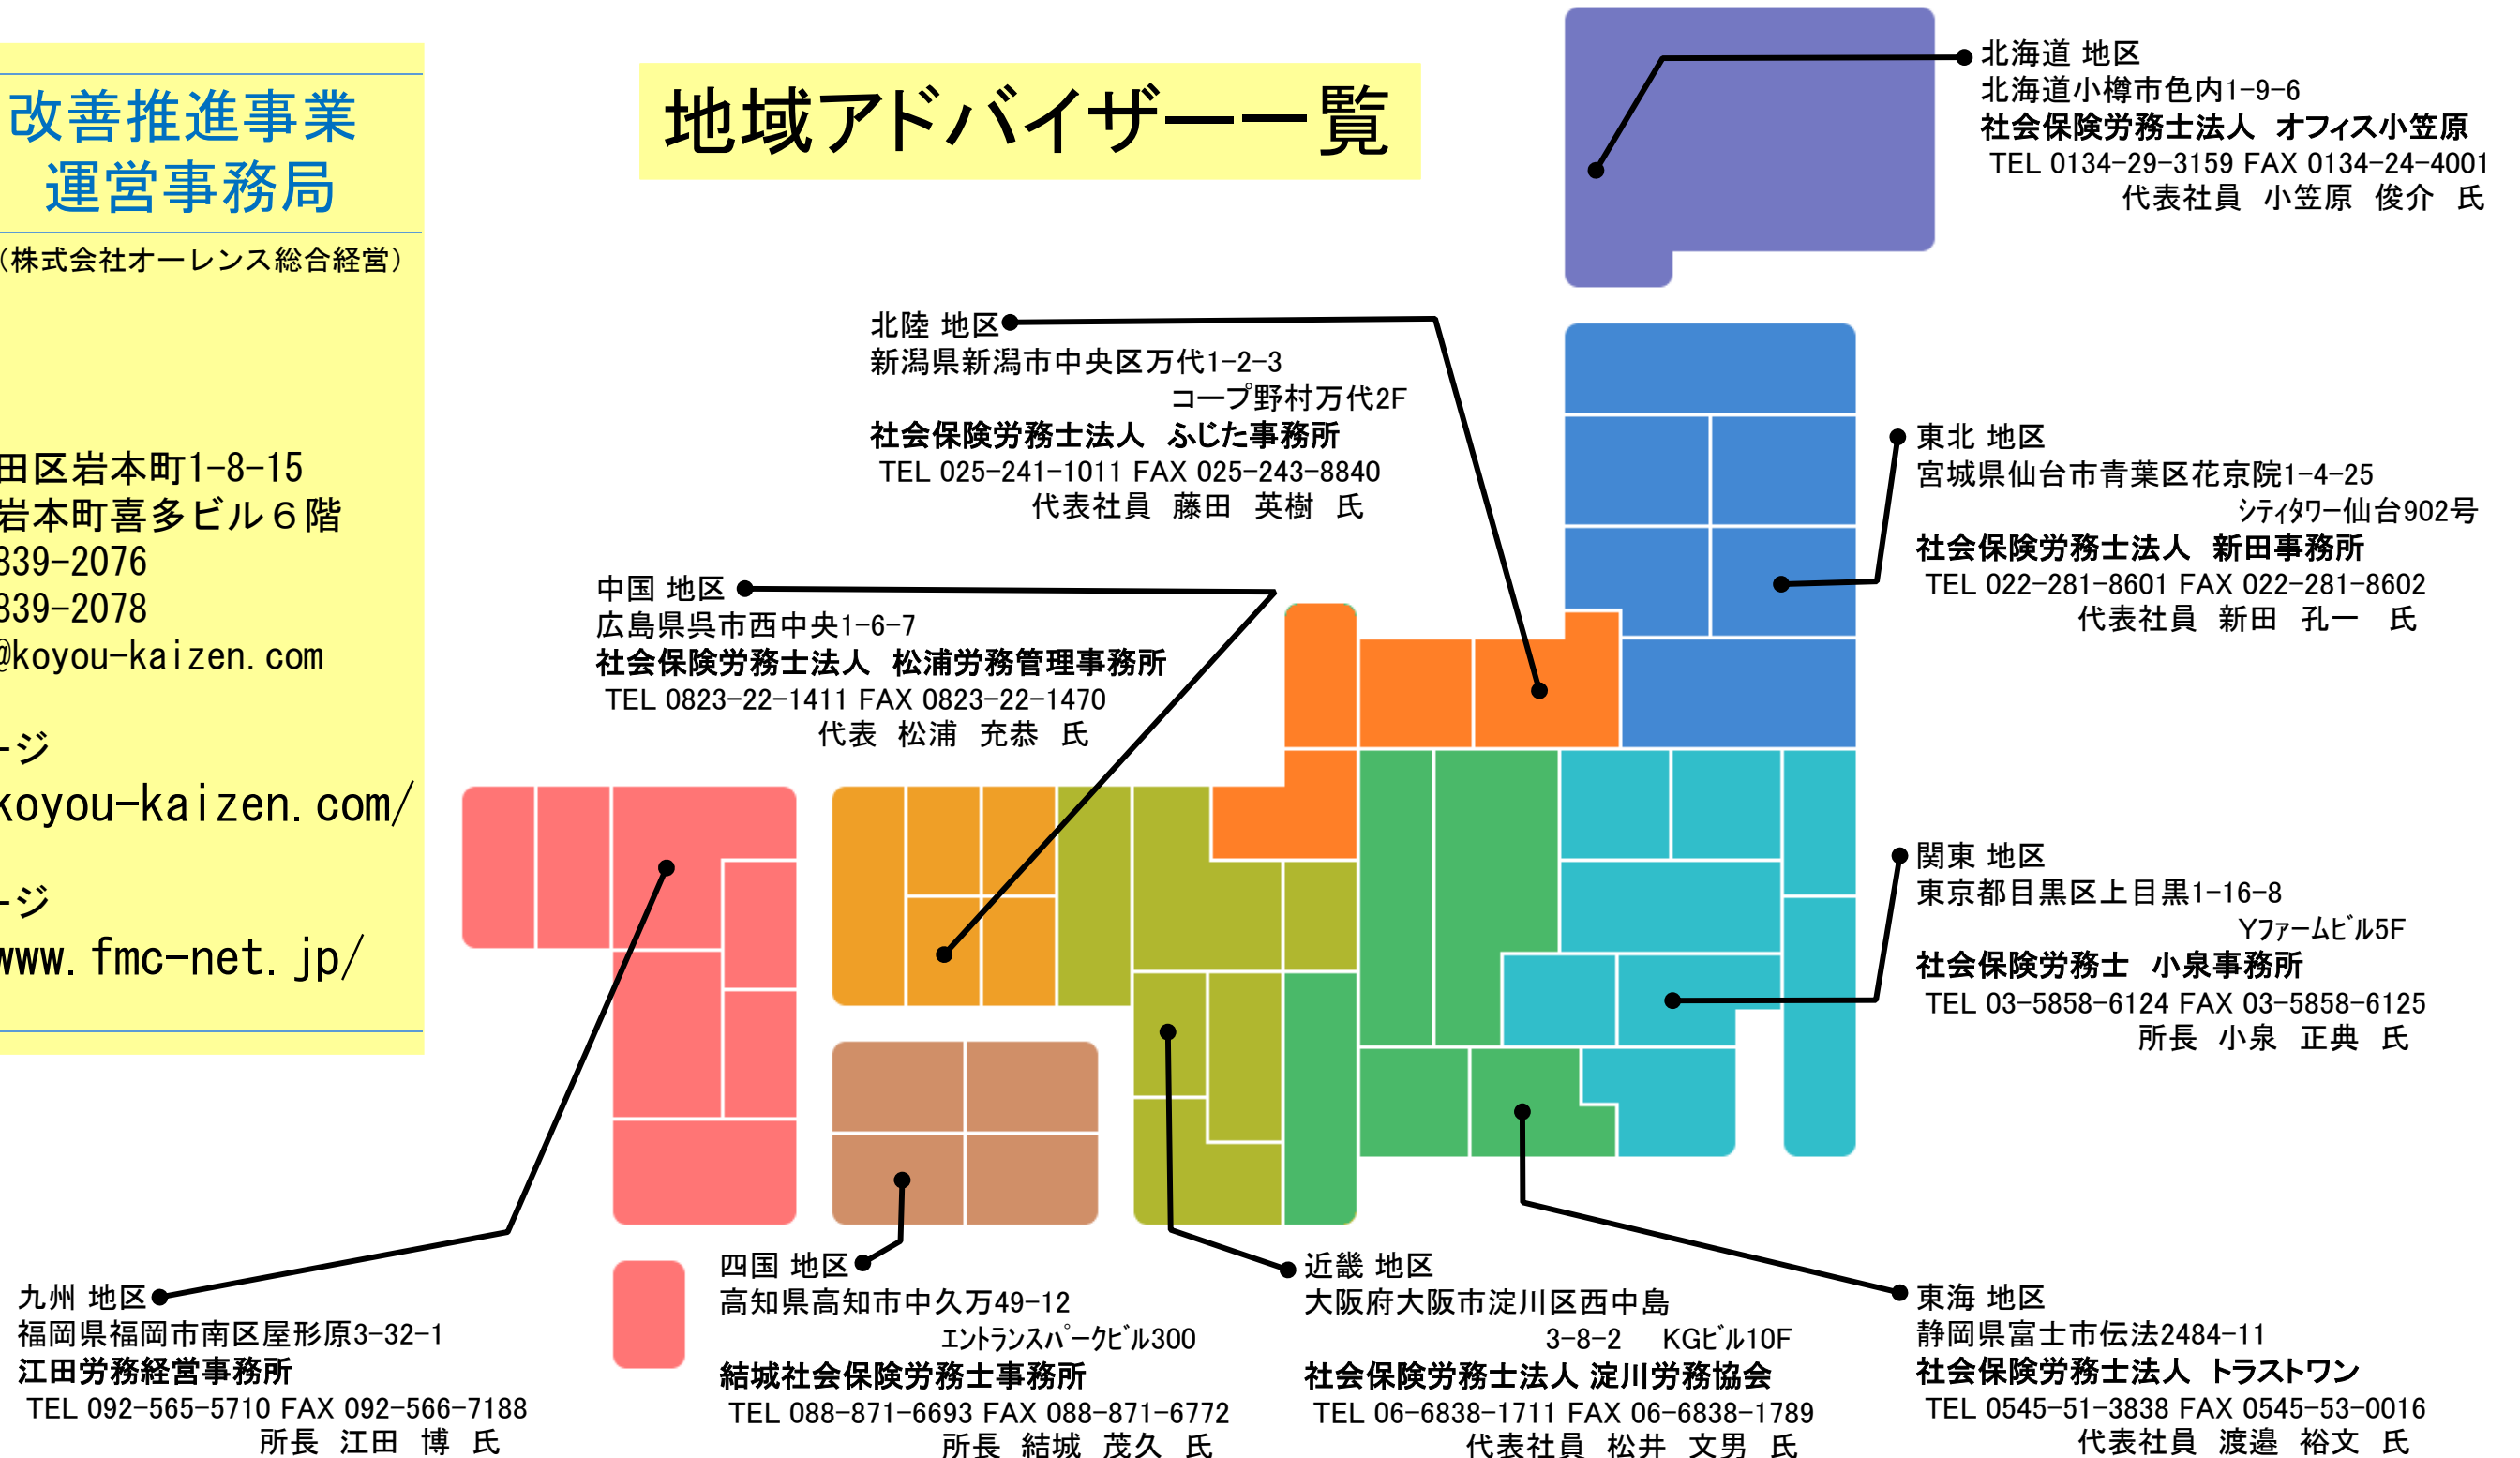 改善推進事業
運営事務局
（株式会社オーレンス総合経営）
田区岩本町1-8-15
岩本町喜多ビル６階
839-2076
839-2078
@koyou-kaizen.com
ージ
koyou-kaizen.com/
ージ
www.fmc-net.jp/
地域アドバイザー一覧
北海道 地区
北海道小樽市色内1-9-6
社会保険労務士法人　オフィス小笠原
TEL 0134-29-3159 FAX 0134-24-4001
代表社員　小笠原　俊介　氏
北陸 地区
新潟県新潟市中央区万代1-2-3
コープ野村万代2F
社会保険労務士法人　ふじた事務所
TEL 025-241-1011 FAX 025-243-8840
代表社員　藤田　英樹　氏
東北 地区
宮城県仙台市青葉区花京院1-4-25
ｼﾃｨﾀﾜｰ仙台902号
社会保険労務士法人　新田事務所
TEL 022-281-8601 FAX 022-281-8602
代表社員　新田　孔一　氏
中国 地区
広島県呉市西中央1-6-7
社会保険労務士法人　松浦労務管理事務所
TEL 0823-22-1411 FAX 0823-22-1470
代表　松浦　充恭　氏
関東 地区
東京都目黒区上目黒1-16-8
Yﾌｧｰﾑﾋﾞﾙ5F
社会保険労務士　小泉事務所
TEL 03-5858-6124 FAX 03-5858-6125
所長　小泉　正典　氏
九州 地区
福岡県福岡市南区屋形原3-32-1
江田労務経営事務所
TEL 092-565-5710 FAX 092-566-7188
所長　江田　博　氏
四国 地区
高知県高知市中久万49-12
ｴﾝﾄﾗﾝｽﾊﾟｰｸﾋﾞﾙ300
結城社会保険労務士事務所
TEL 088-871-6693 FAX 088-871-6772
所長　結城　茂久　氏
近畿 地区
大阪府大阪市淀川区西中島
3-8-2　KGﾋﾞﾙ10F
社会保険労務士法人 淀川労務協会
TEL 06-6838-1711 FAX 06-6838-1789
代表社員　松井　文男　氏
東海 地区
静岡県富士市伝法2484-11
社会保険労務士法人　トラストワン
TEL 0545-51-3838 FAX 0545-53-0016
代表社員　渡邉　裕文　氏